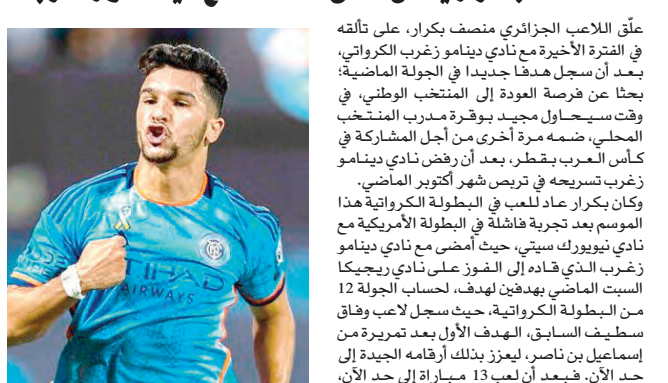 علّق اللاعب الجزائري منصف بكرار، على تألقه
في الفترة الأخيرة مع نادي دينامو زغرب الكرواتي،
بعد أن سجل هدفا جديدا في الجولة الماضية؛
بحثا عن فرصة العودة إلى المنتخب الوطني، في
وقت سيحاول مجيد بوقرة مدرب المنتخب
المحلي، ضمه مرة أخرى من أجل المشاركة في
كأس العرب بقطر، بعد أن رفض نادي دينامو
زغرب تسريحه في تربص شهر أكتوبر الماضي.
وكان بكرار عاد للعب في البطولة الكرواتية هذا
الموسم بعد تجربة فاشلة في البطولة الأمريكية مع
نادي نيويورك سيتي، حيث أمضى مع نادي دينامو
زغرب الذي قاده إلى الفوز على نادي ريجيكا
السبت الماضي بهدفين لهدف، لحساب الجولة 12
من البطولة الكرواتية، حيث سجل لاعب وفاق
سطيف السابق، الهدف الأول بعد تمريرة من
إسماعيل بن ناصر، ليعزز بذلك أرقامه الجيدة إلى
حد الآن. فبعد أن لعب 13 مباراة إلى حد الآن،
ETIHAD
AIRWAYS